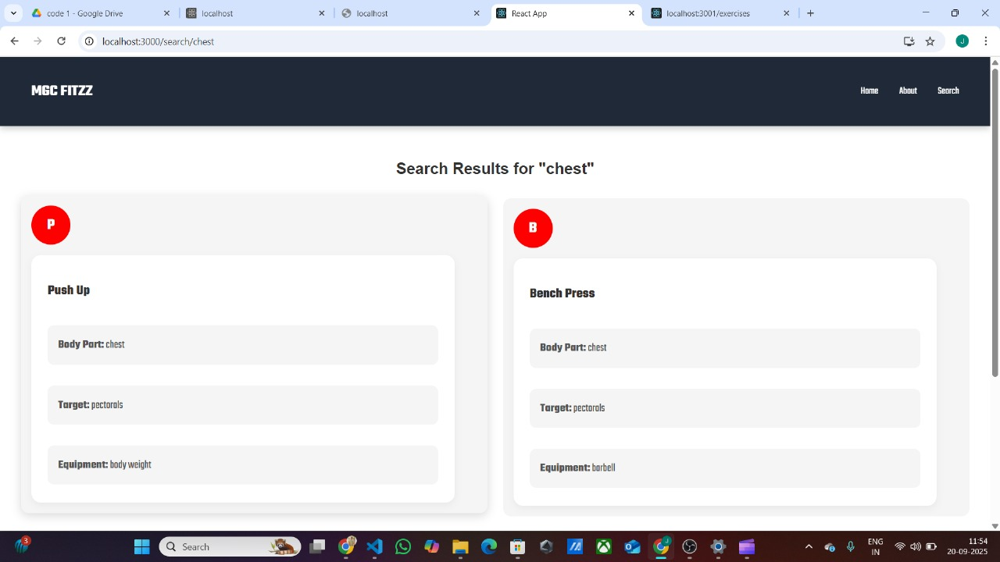 code 1 - Google Drive
localhost
localhost
React App
localhost:3001/exercises
localhost:3000/search/chest
J
MGC FITZZ
Home
About
Search
Search Results for "chest"
P
Push Up
Body Part: chest
Target: pectorals
Equipment: body weight
B
Bench Press
Body Part: chest
Target: pectorals
Equipment: barbell
3
Search
J
ENG
IN
11:54
20-09-2025